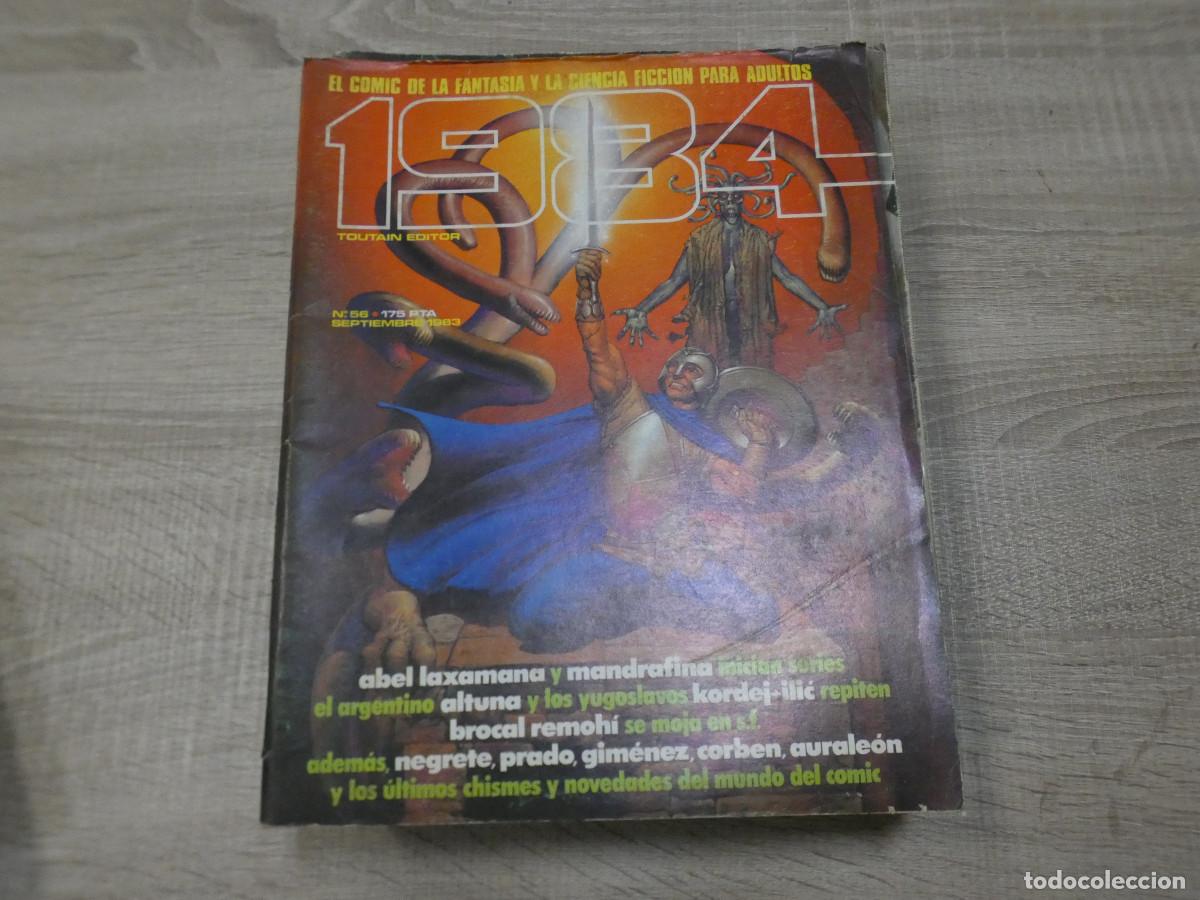 EL COMIC DE LA FANTASIA Y LA CIENCIA FICCION PARA ADULTOS
1984
TOUTAIN EDITOR
N.º 56 • 175 PTA
SEPTIEMBRE 1983
abel laxamana y mandrafina inician series
el argentino altuna y los yugoslavos kordej-ilić repiten
brocal remohí se moja en s.f.
además, negrete, prado, giménez, corben, auraleón
y los últimos chismes y novedades del mundo del comic
todocoleccion